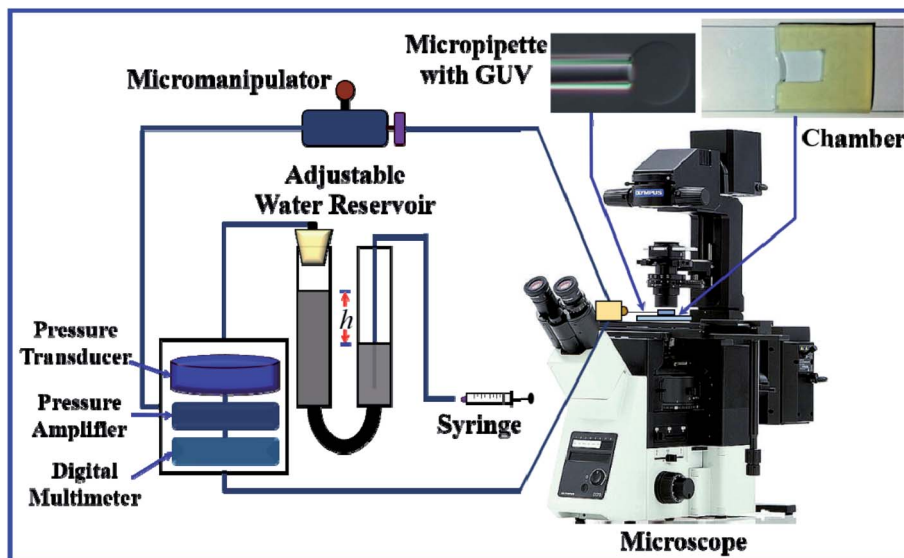 Micropipette
with GUV
Micromanipulator
Chamber
Adjustable
Water Reservoir
OLYMPUS
h
Pressure
Transducer
Pressure
Amplifier
Digital
Multimeter
Syringe
Microscope